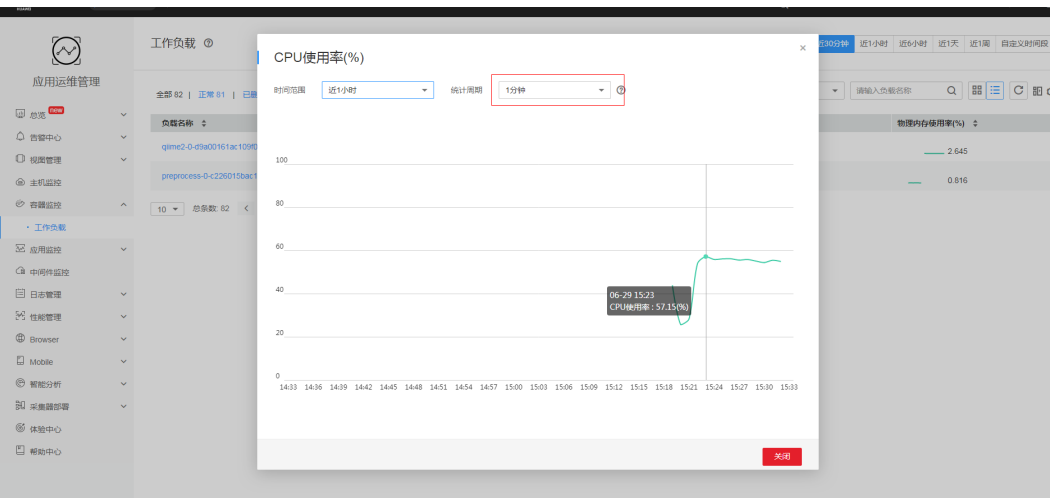 工作负载
近30分钟 近1小时 近6小时 近1天 近1周 自定义时间段
应用运维管理
总览 new
告警中心
视图管理
主机监控
容器监控
工作负载
应用监控
中间件监控
日志管理
性能管理
Browser
Mobile
智能分析
采集器部署
体验中心
帮助中心
全部 82 | 正常 81 |
请输入负载名称
负载名称
物理内存使用率(%)
qiime2-0-d9a00161ac109f0
2.645
preprocess-0-c226015bac1
0.816
10 总条数: 82 <
CPU使用率(%)
×
时间范围 近1小时 统计周期 1分钟
100
80
60
40
20
0
06-29 15:23
CPU使用率 : 57.15(%)
14:33 14:36 14:39 14:42 14:45 14:48 14:51 14:54 14:57 15:00 15:03 15:06 15:09 15:12 15:15 15:18 15:21 15:24 15:27 15:30 15:33
关闭